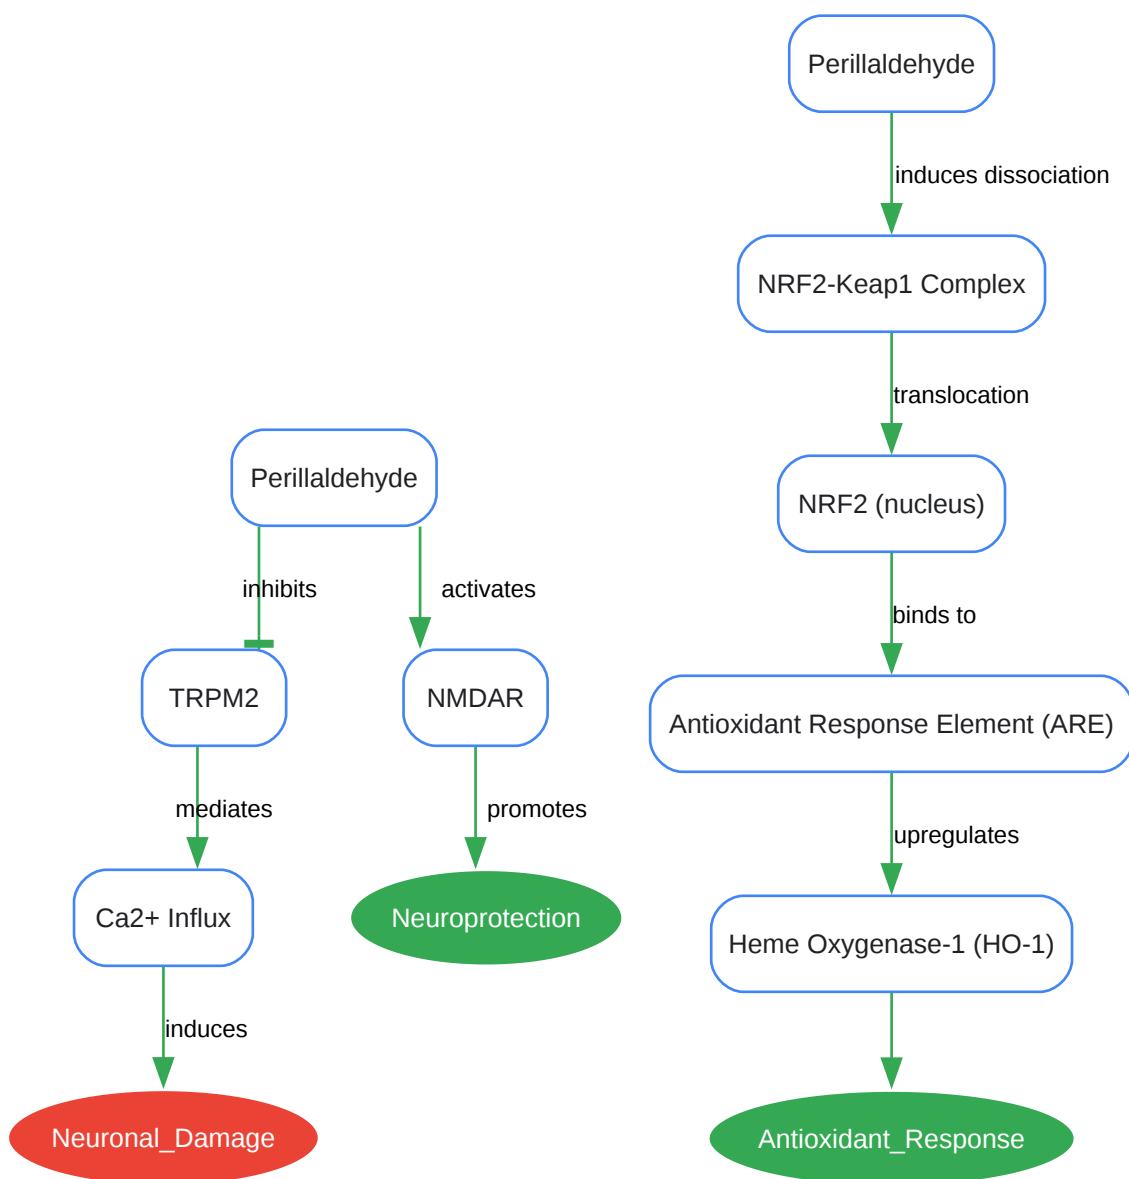 Perillaldehyde
induces dissociation
NRF2-Keap1 Complex
translocation
NRF2 (nucleus)
binds to
Antioxidant Response Element (ARE)
upregulates
Heme Oxygenase-1 (HO-1)
Antioxidant_Response
Perillaldehyde
inhibits
activates
TRPM2
NMDAR
mediates
promotes
Ca2+ Influx
Neuroprotection
induces
Neuronal_Damage